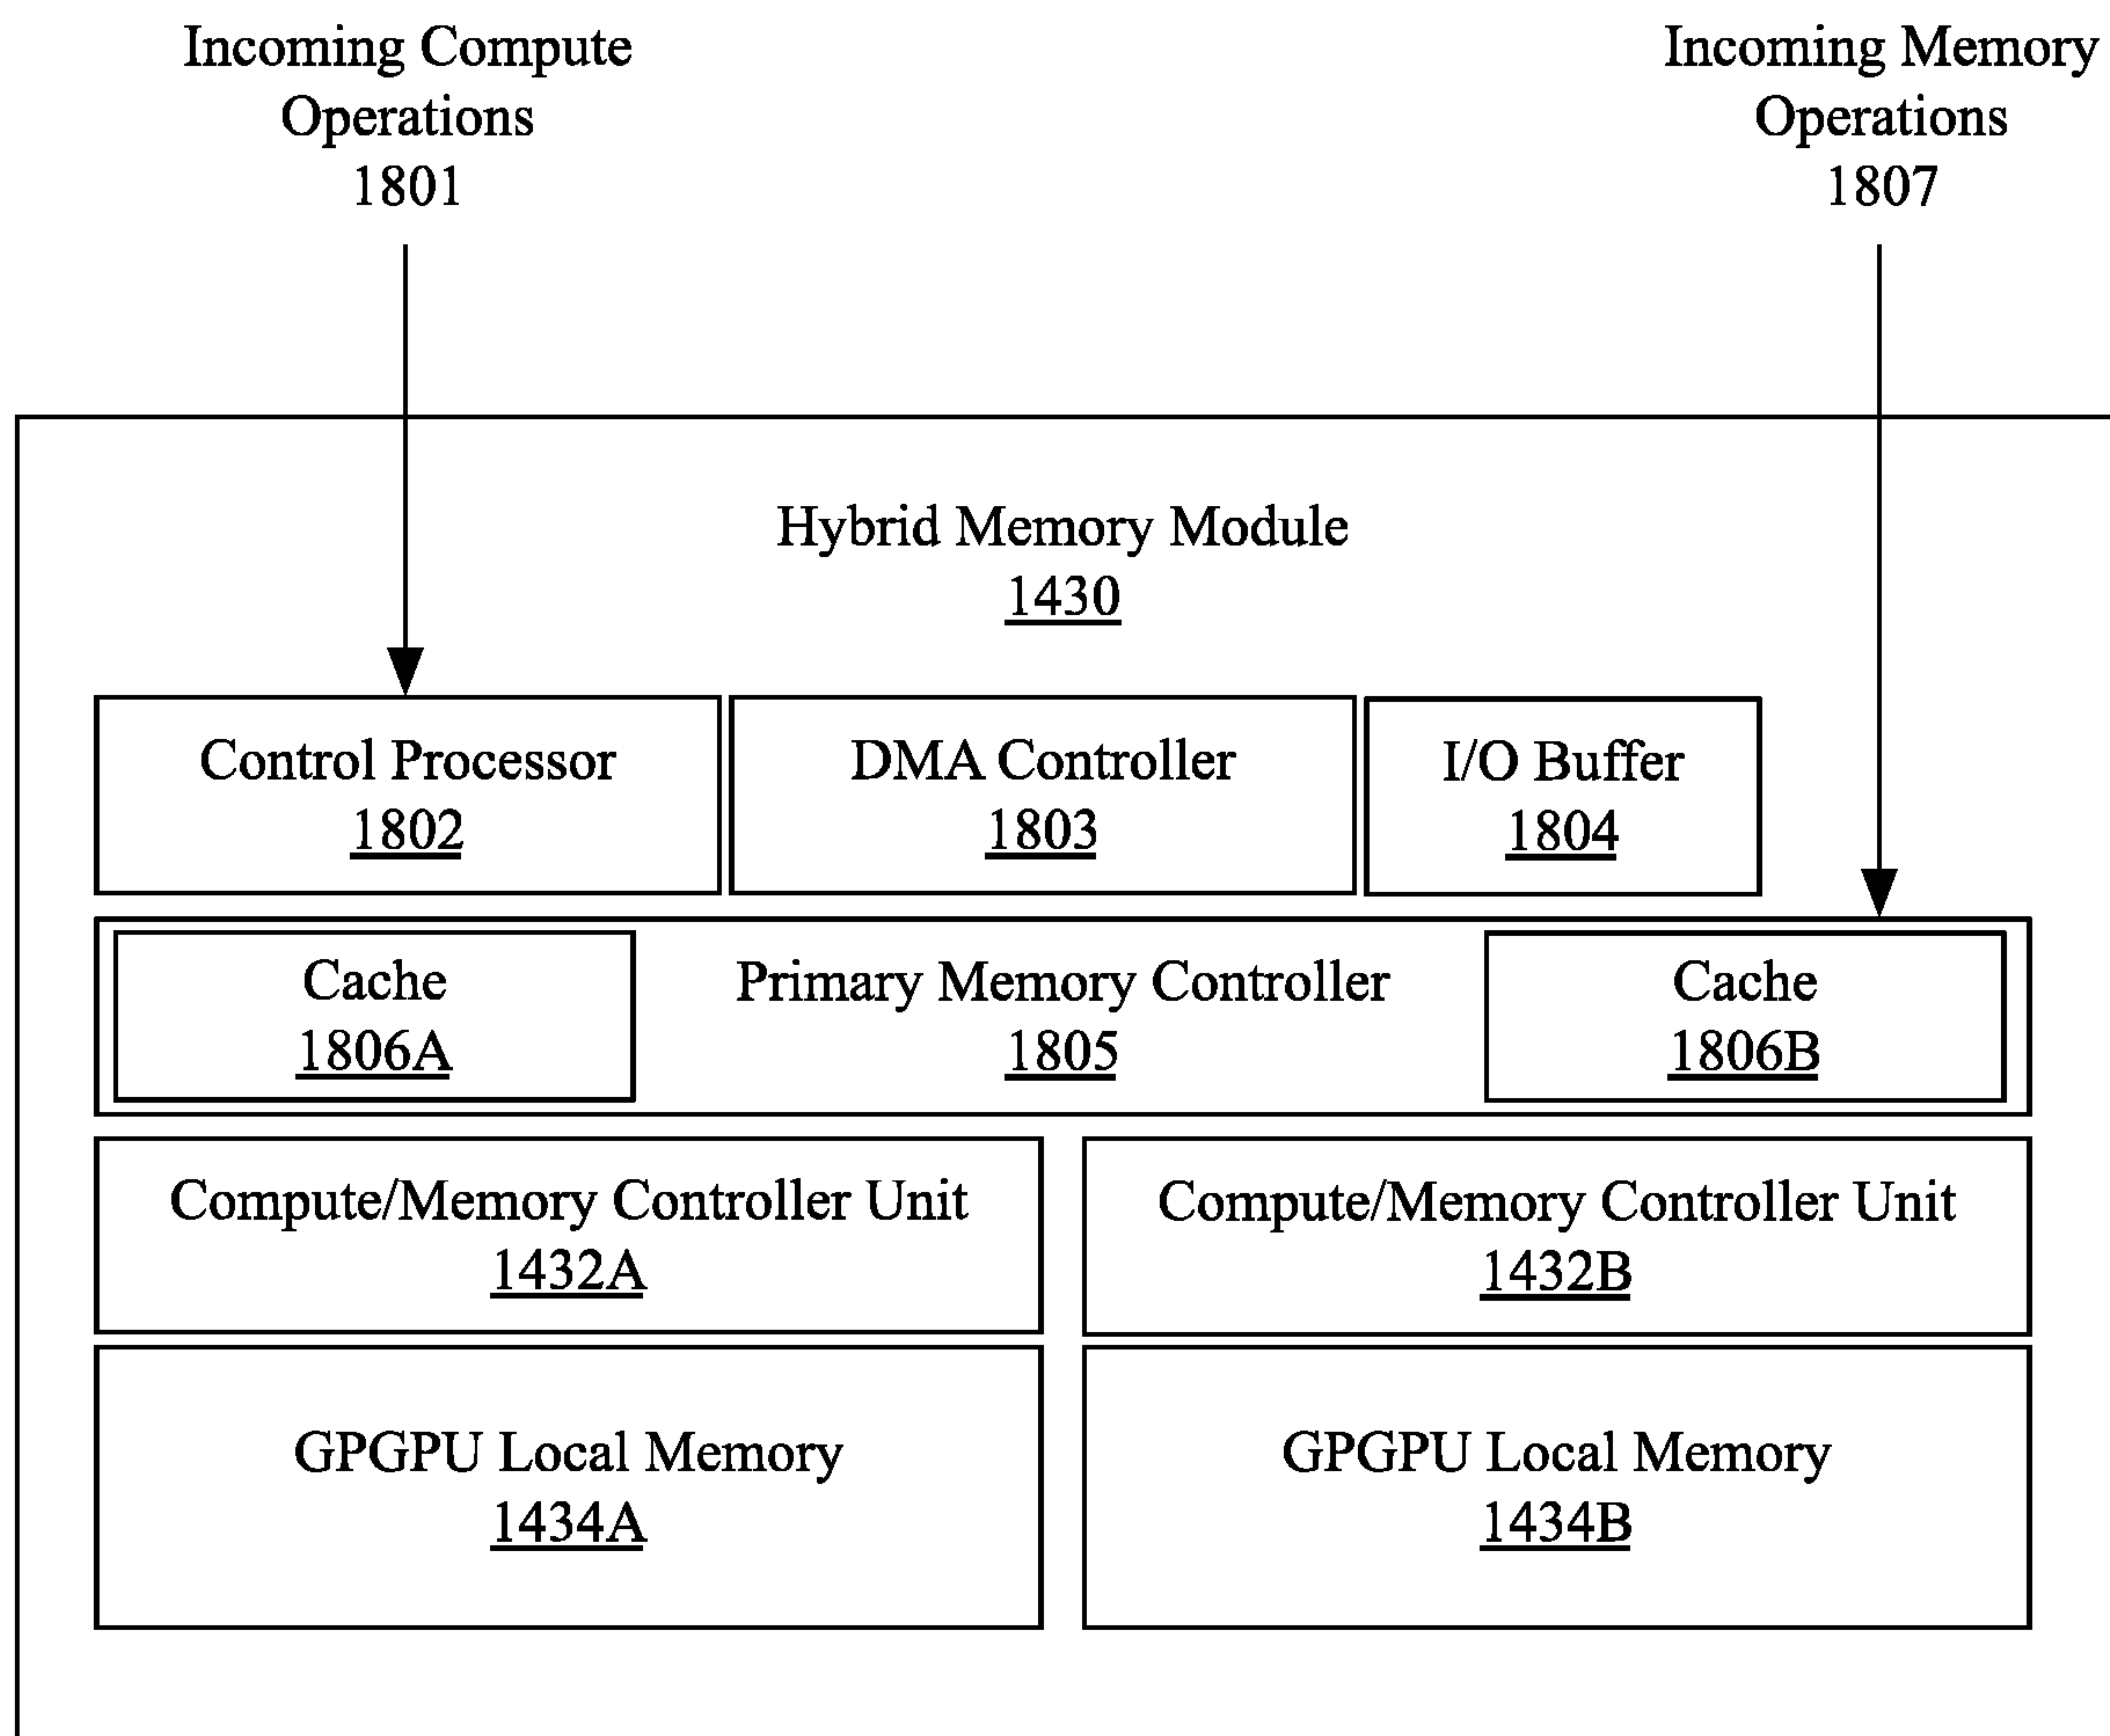 Incoming Compute
Operations
1801
Incoming Memory
Operations
1807
Hybrid Memory Module
1430
Control Processor
1802
DMA Controller
1803
I/O Buffer
1804
Cache
1806A
Primary Memory Controller
1805
Cache
1806B
Compute/Memory Controller Unit
1432A
Compute/Memory Controller Unit
1432B
GPGPU Local Memory
1434A
GPGPU Local Memory
1434B